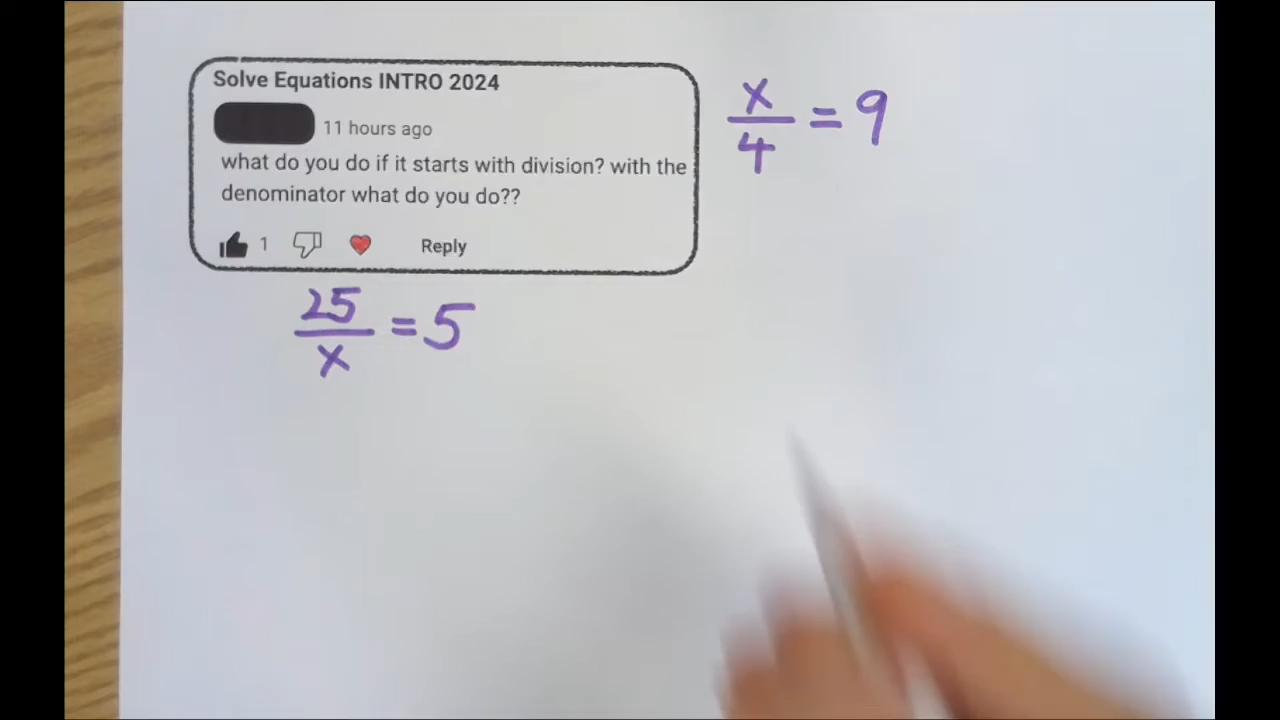 Solve Equations INTRO 2024
11 hours ago
what do you do if it starts with division? with the
denominator what do you do??
1
Reply
x/4 = 9
25/x = 5